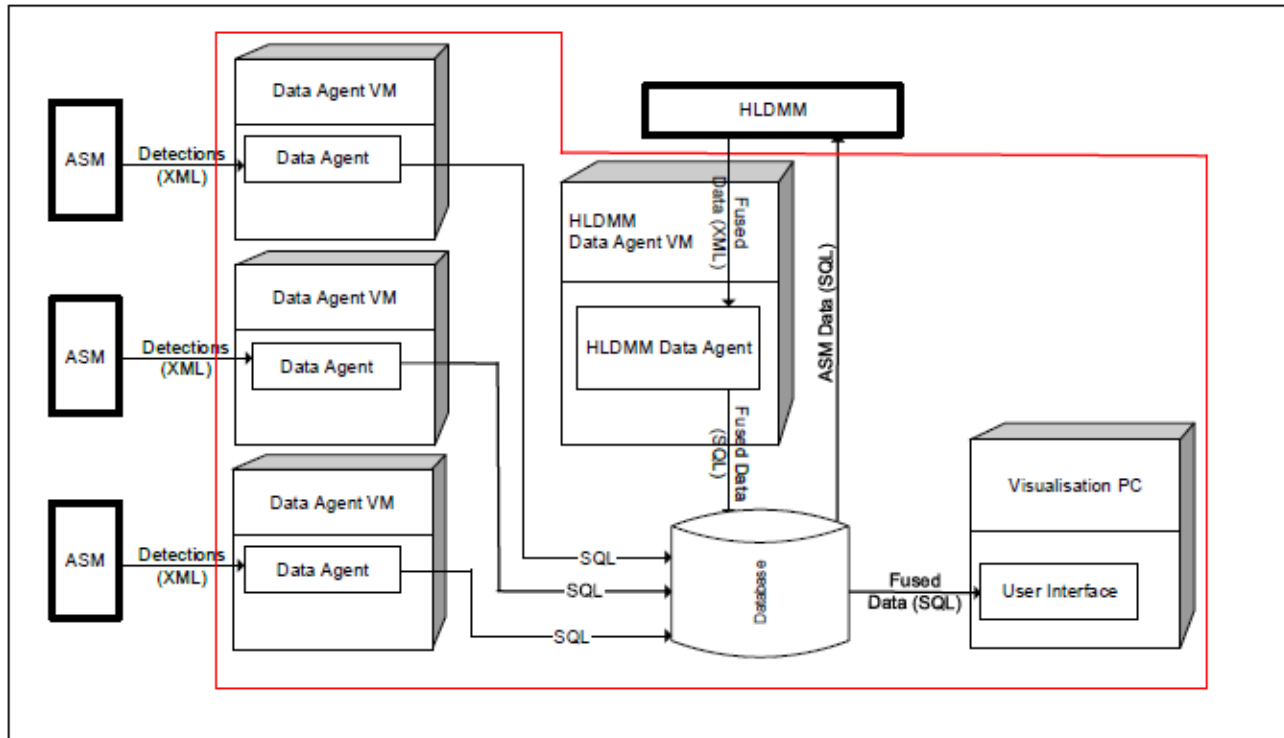 Data Agent VM
Data Agent
ASM
Detections
(XML)
Data Agent VM
Data Agent
ASM
Detections
(XML)
Data Agent VM
Data Agent
ASM
Detections
(XML)
HLDMM
Fused
Data (XML)
HLDMM
Data Agent VM
HLDMM Data Agent
Fused Data
(SQL)
ASM Data (SQL)
SQL
SQL
SQL
Database
Fused
Data (SQL)
Visualisation PC
User Interface